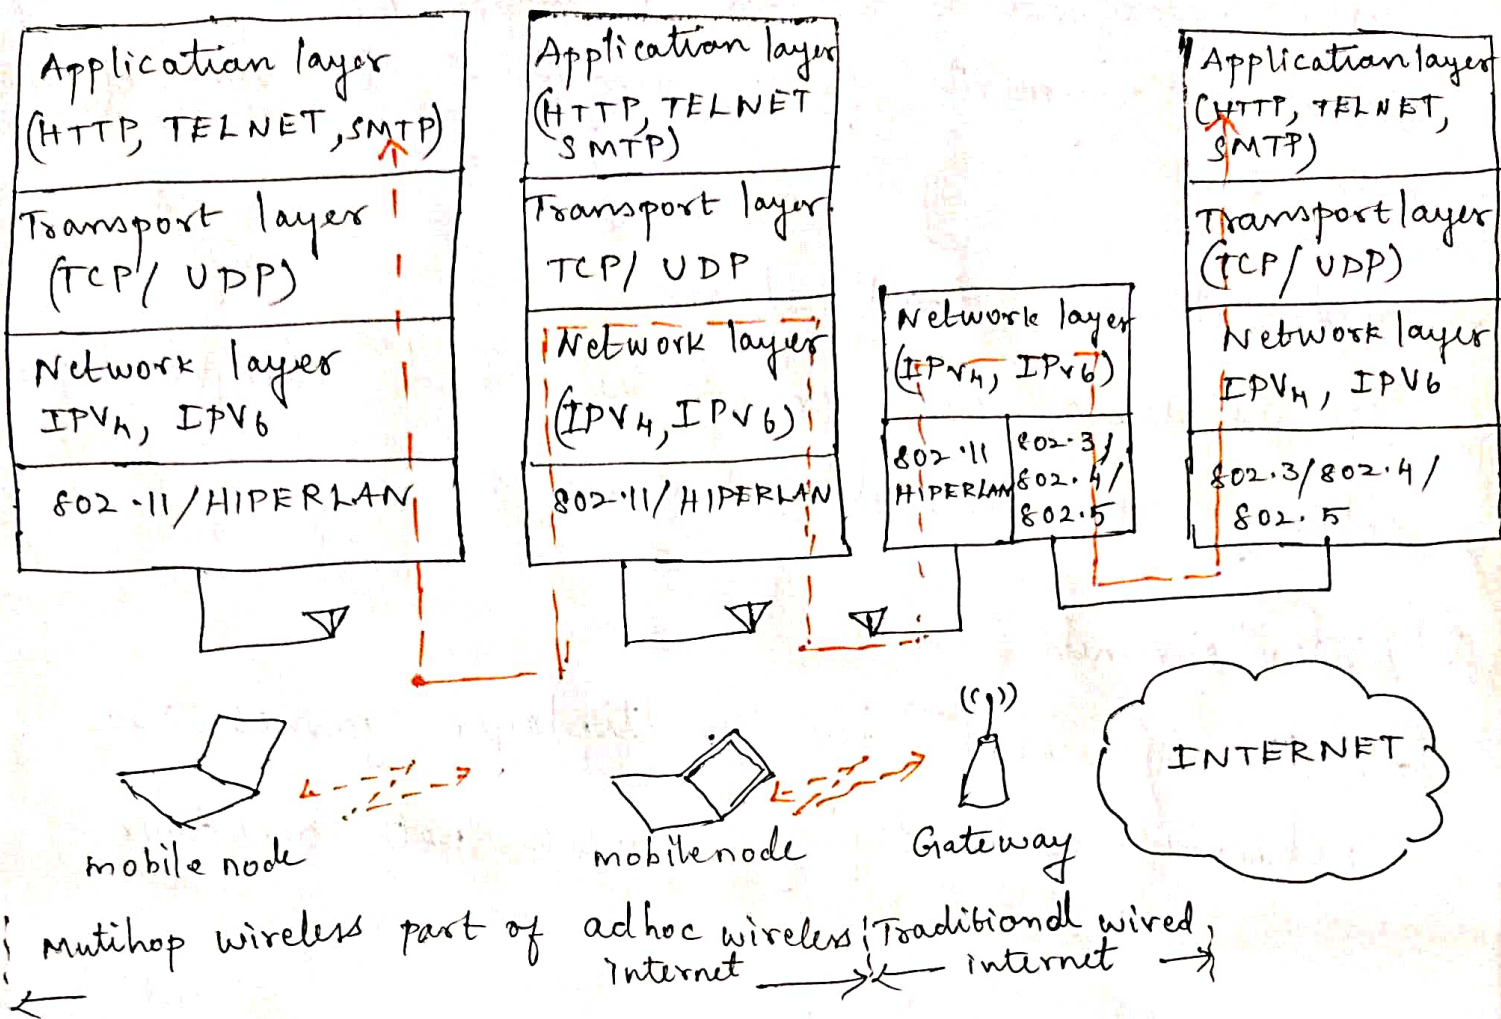 Application layer
(HTTP, TELNET, SMTP)
Transport layer
(TCP/ UDP)
Network layer
IPV4, IPV6
802.11/HIPERLAN
Application layer
(HTTP, TELNET
SMTP)
Transport layer
TCP/ UDP
Network layer
(IPV4, IPV6)
802.11/HIPERLAN
Network layer
(IPV4, IPV6)
802.11
HIPERLAN
802.3/
802.4/
802.5
Application layer
(HTTP, TELNET,
SMTP)
Transport layer
(TCP/ UDP)
Network layer
IPV4, IPV6
802.3/802.4/
802.5
INTERNET
mobile node
mobilenode
Gateway
Mutihop wireless part of adhoc wireless
internet
Traditional wired
internet